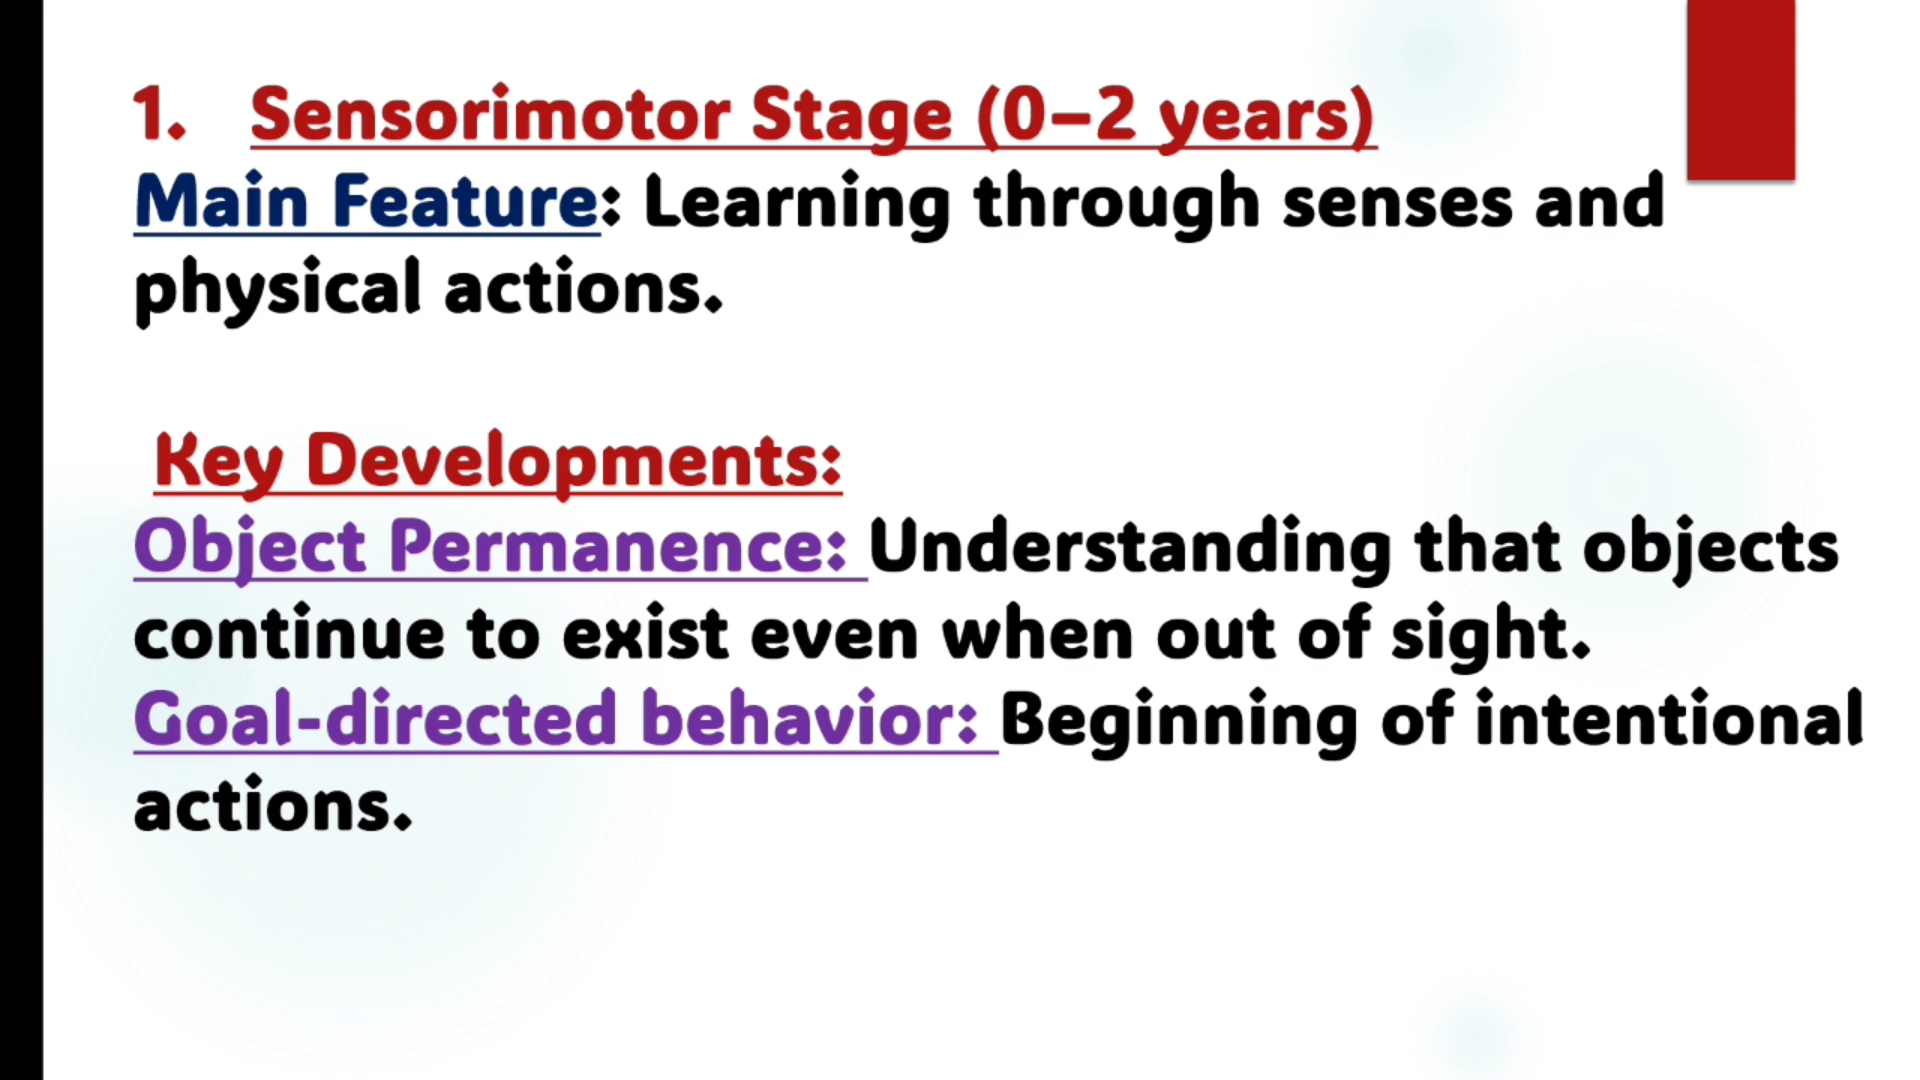 1. Sensorimotor Stage (0–2 years)
Main Feature: Learning through senses and
physical actions.
Key Developments:
Object Permanence: Understanding that objects
continue to exist even when out of sight.
Goal-directed behavior: Beginning of intentional
actions.